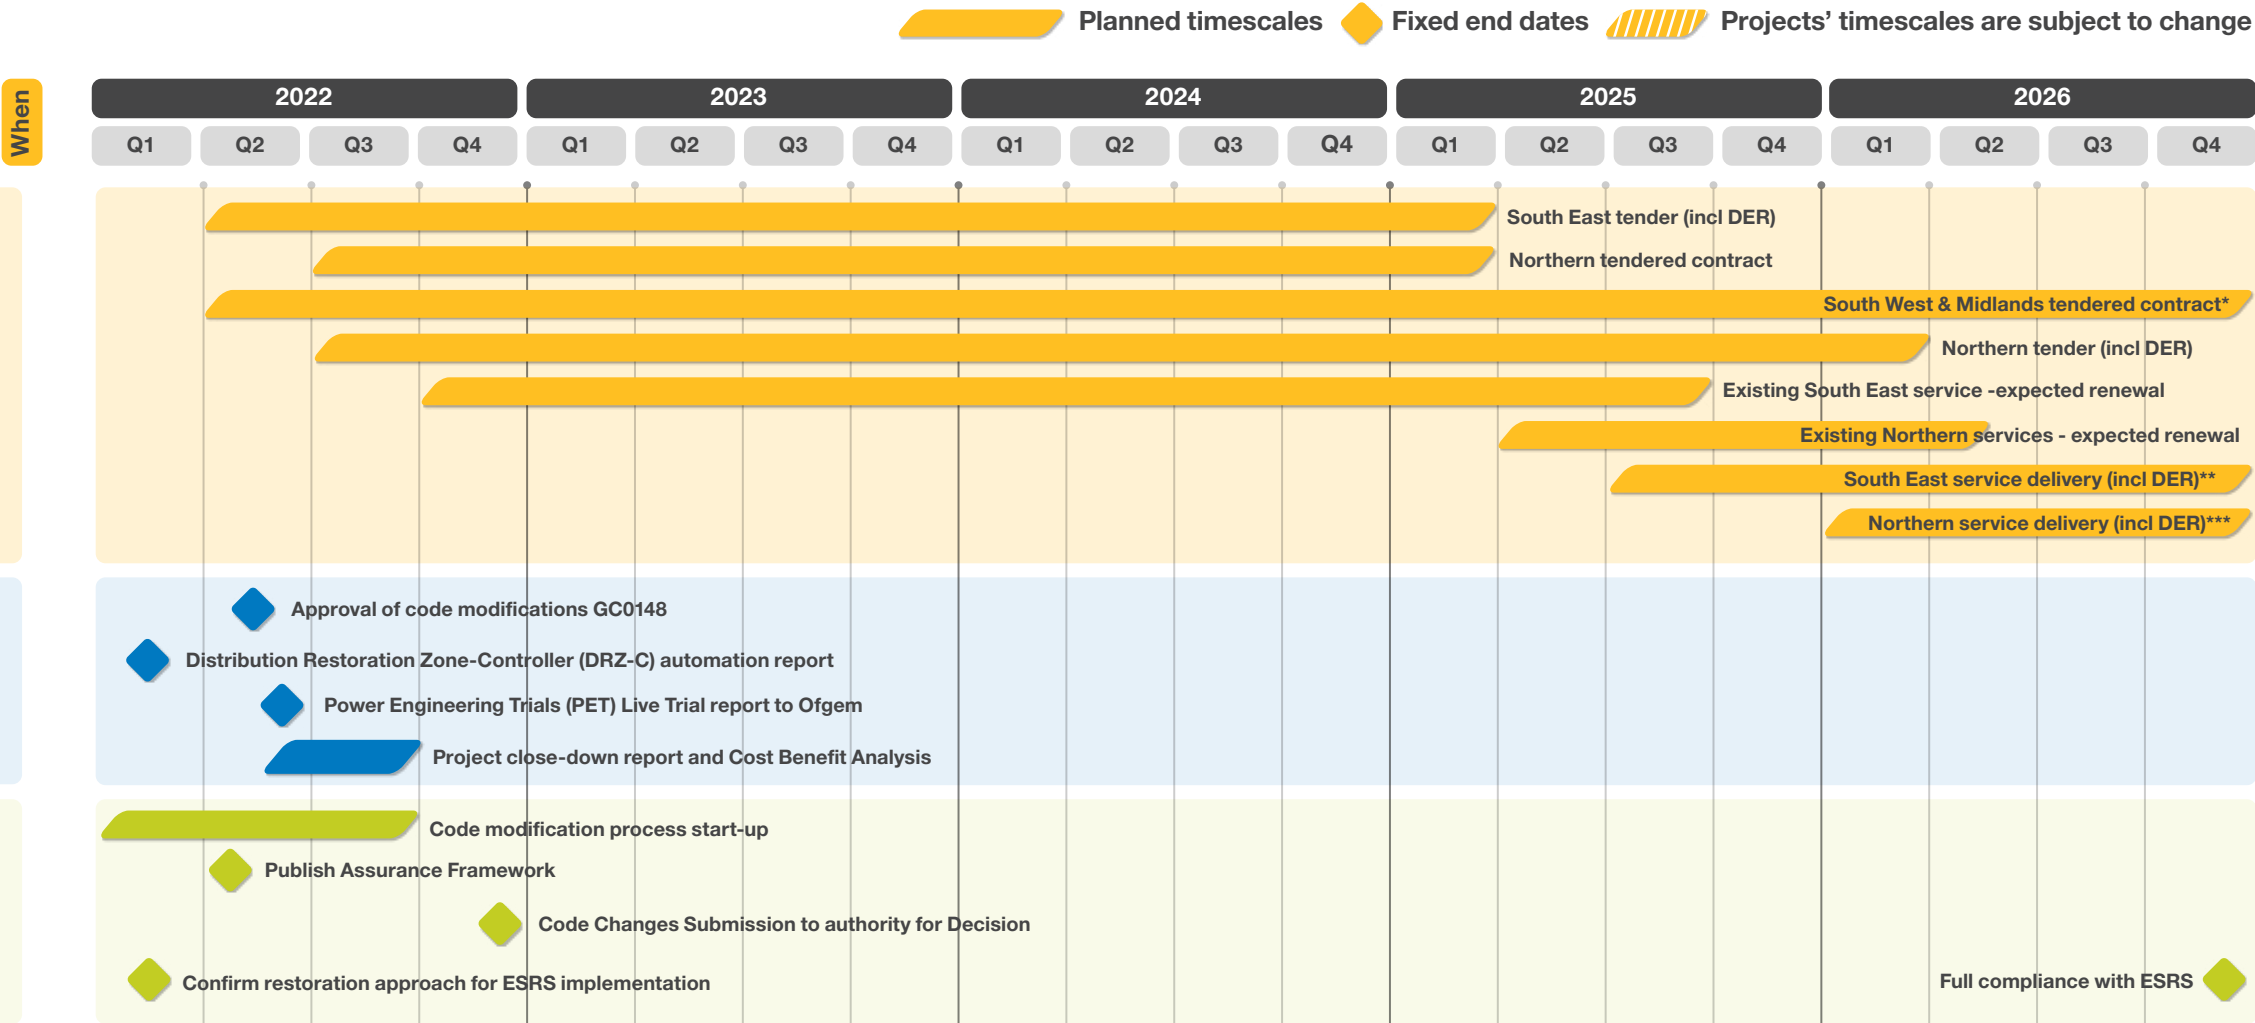 Planned timescales
Fixed end dates
Projects’ timescales are subject to change
When
2022
2023
2024
2025
2026
Q1 Q2 Q3 Q4 Q1 Q2 Q3 Q4 Q1 Q2 Q3 Q4 Q1 Q2 Q3 Q4 Q1 Q2 Q3 Q4
South East tender (incl DER)
Northern tendered contract
South West & Midlands tendered contract*
Northern tender (incl DER)
Existing South East service -expected renewal
Existing Northern services - expected renewal
South East service delivery (incl DER)**
Northern service delivery (incl DER)***
Approval of code modifications GC0148
Distribution Restoration Zone-Controller (DRZ-C) automation report
Power Engineering Trials (PET) Live Trial report to Ofgem
Project close-down report and Cost Benefit Analysis
Code modification process start-up
Publish Assurance Framework
Code Changes Submission to authority for Decision
Confirm restoration approach for ESRS implementation
Full compliance with ESRS